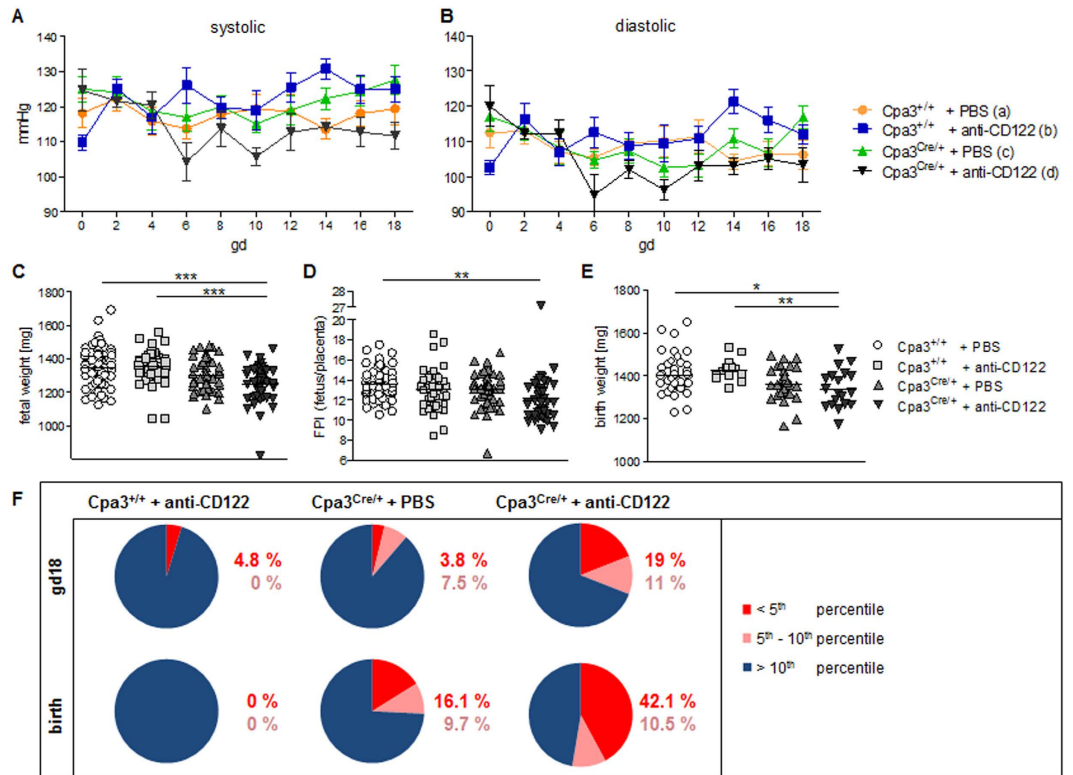 A
systolic
mmHg
140
130
120
110
100
90
0 2 4 6 8 10 12 14 16 18
gd
B
diastolic
140
130
120
110
100
90
0 2 4 6 8 10 12 14 16 18
gd
Cpa3+/+ + PBS (a)
Cpa3+/+ + anti-CD122 (b)
Cpa3Cre/+ + PBS (c)
Cpa3Cre/+ + anti-CD122 (d)
C
fetal weight [mg]
1800
1600
1400
1200
1000
***
***
D
FPI (fetus/placenta)
28
27
20
18
16
14
12
10
8
6
**
E
birth weight [mg]
1800
1600
1400
1200
1000
*
**
Cpa3+/+ + PBS
Cpa3+/+ + anti-CD122
Cpa3Cre/+ + PBS
Cpa3Cre/+ + anti-CD122
F
Cpa3+/+ + anti-CD122
Cpa3Cre/+ + PBS
Cpa3Cre/+ + anti-CD122
gd18
4.8 %
0 %
3.8 %
7.5 %
19 %
11 %
birth
0 %
0 %
16.1 %
9.7 %
42.1 %
10.5 %
< 5th percentile
5th - 10th percentile
> 10th percentile